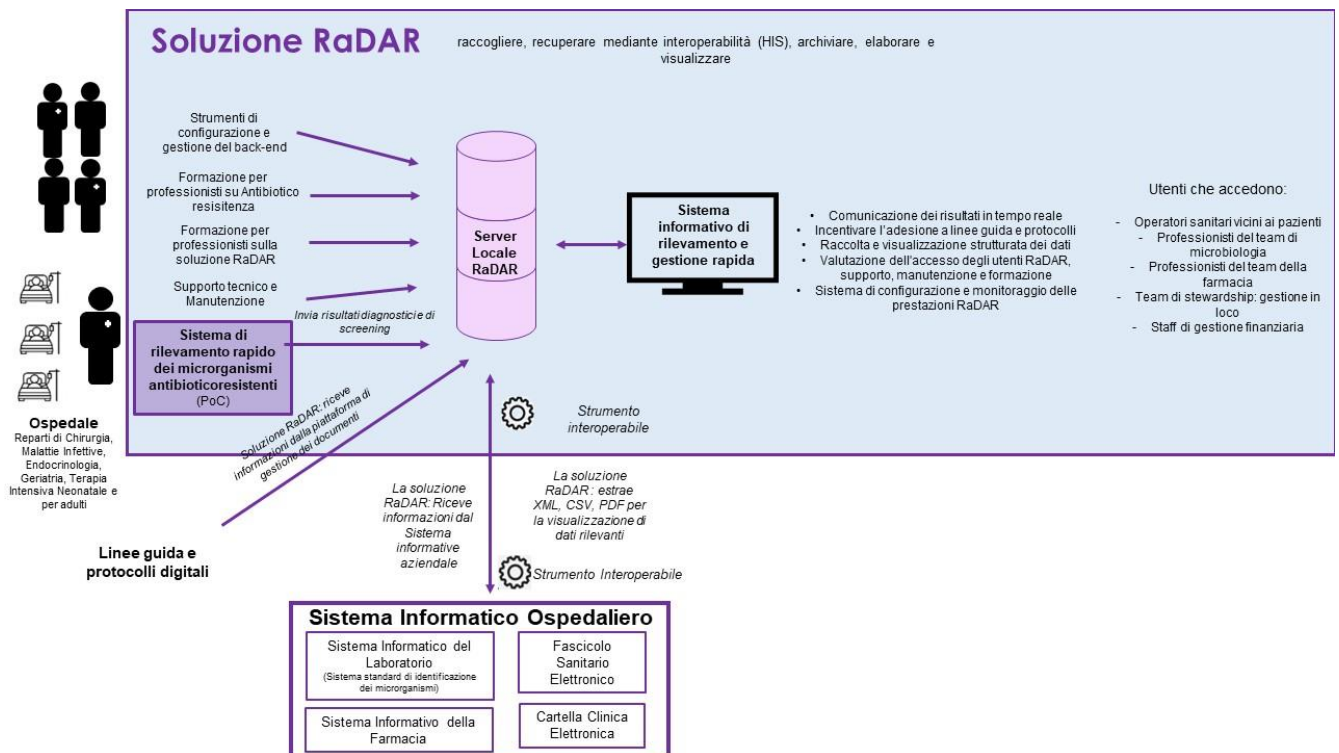 Soluzione RaDAR
raccogliere, recuperare mediante interoperabilità (HIS), archiviare, elaborare e
visualizzare
Strumenti di
configurazione e
gestione del back-end
Formazione per
professionisti su Antibiotico
resisitenza
Formazione per
professionisti sulla
soluzione RaDAR
Supporto tecnico e
Manutenzione
Invia risultati diagnostici e di
screening
Sistema di
rilevamento rapido
dei microrganismi
antibioticoresistenti
(PoC)
Server
Locale
RaDAR
Sistema
informativo di
rilevamento e
gestione rapida
• Comunicazione dei risultati in tempo reale
• Incentivare l'adesione a linee guida e protocolli
• Raccolta e visualizzazione strutturata dei dati
• Valutazione dell'accesso degli utenti RaDAR,
supporto, manutenzione e formazione
• Sistema di configurazione e monitoraggio delle
prestazioni RaDAR
Utenti che accedono:
- Operatori sanitari vicini ai pazienti
- Professionisti del team di
microbiologia
- Professionisti del team della
farmacia
- Team di stewardship: gestione in
loco
- Staff di gestione finanziaria
Ospedale
Reparti di Chirurgia,
Malattie Infettive,
Endocrinologia,
Geriatria, Terapia
Intensiva Neonatale e
per adulti
Soluzione RaDAR: riceve
informazioni dalla piattaforma di
gestione dei documenti
Linee guida e
protocolli digitali
Strumento
interoperabile
La soluzione
RaDAR: Riceve
informazioni dal
Sistema
informative
aziendale
La soluzione
RaDAR : estrae
XML, CSV, PDF per
la visualizzazione di
dati rilevanti
Strumento Interoperabile
Sistema Informatico Ospedaliero
Sistema Informatico del
Laboratorio
(Sistema standard di identificazione
dei microrganismi)
Fascicolo
Sanitario
Elettronico
Sistema Informativo della
Farmacia
Cartella Clinica
Elettronica